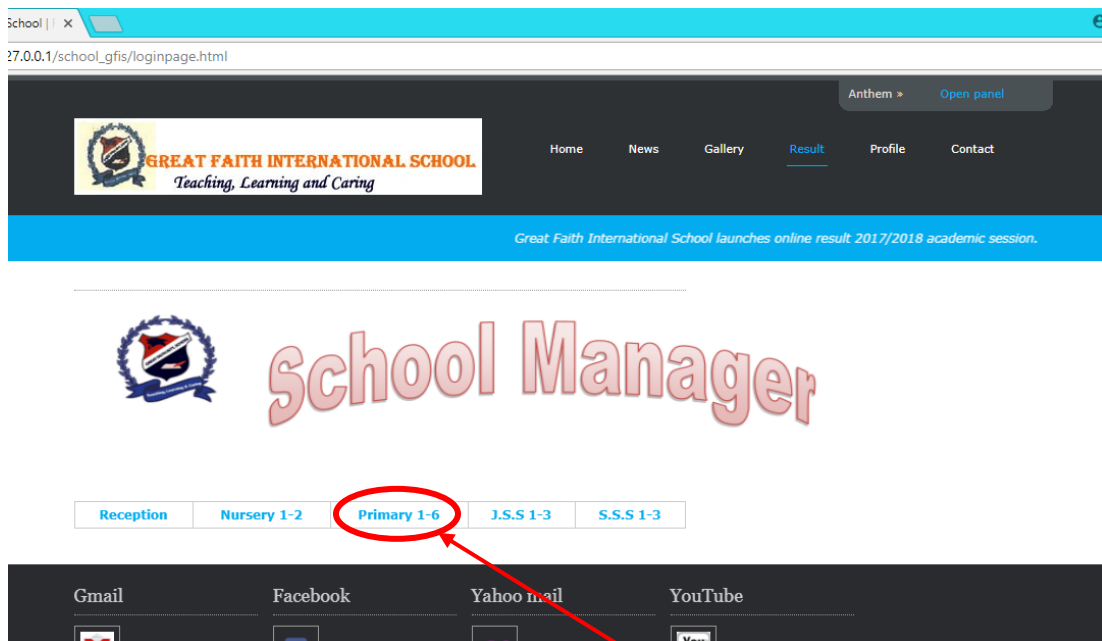 School |
27.0.0.1/school_gfis/loginpage.html
Anthem » Open panel
GREAT FAITH INTERNATIONAL SCHOOL
Teaching, Learning and Caring
Home News Gallery Result Profile Contact
Great Faith International School launches online result 2017/2018 academic session.
School Manager
Reception Nursery 1-2 Primary 1-6 J.S.S 1-3 S.S.S 1-3
Gmail Facebook Yahoo mail YouTube
You